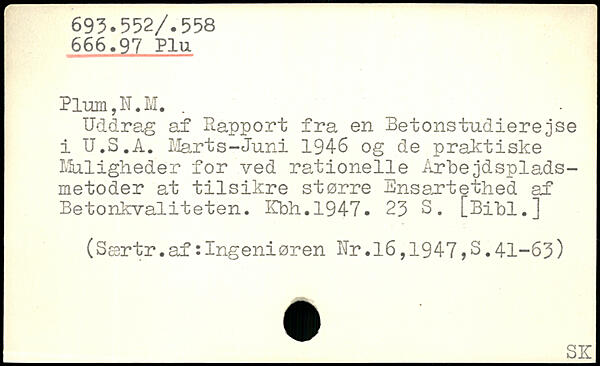 693.552/.558
666.97 Plu
Plum,N.M.
Uddrag af Rapport fra en Betonstudierejse
i U.S.A. Marts-Juni 1946 og de praktiske
Muligheder for ved rationelle Arbejdsplads-
metoder at tilsikre større Ensartethed af
Betonkvaliteten. Kbh.1947. 23 S. [Bibl.]
(Særtr.af:Ingeniøren Nr.16,1947,S.41-63)
SK